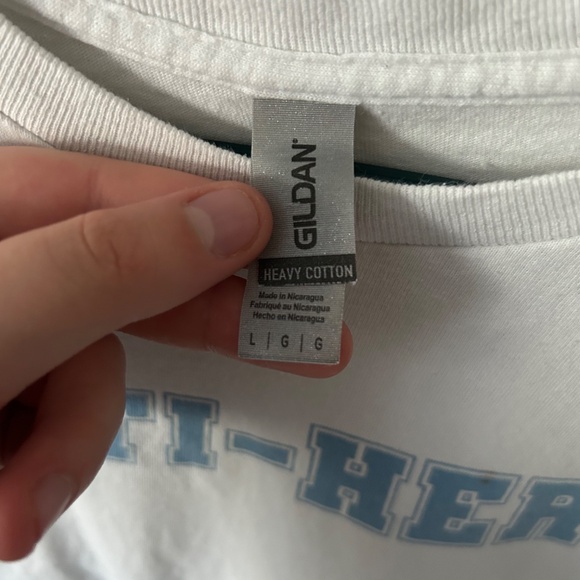 GILDAN®
HEAVY COTTON
Made in Nicaragua
Fabriqué au Nicaragua
Hecho en Nicaragua
L | G | G
TI-HER